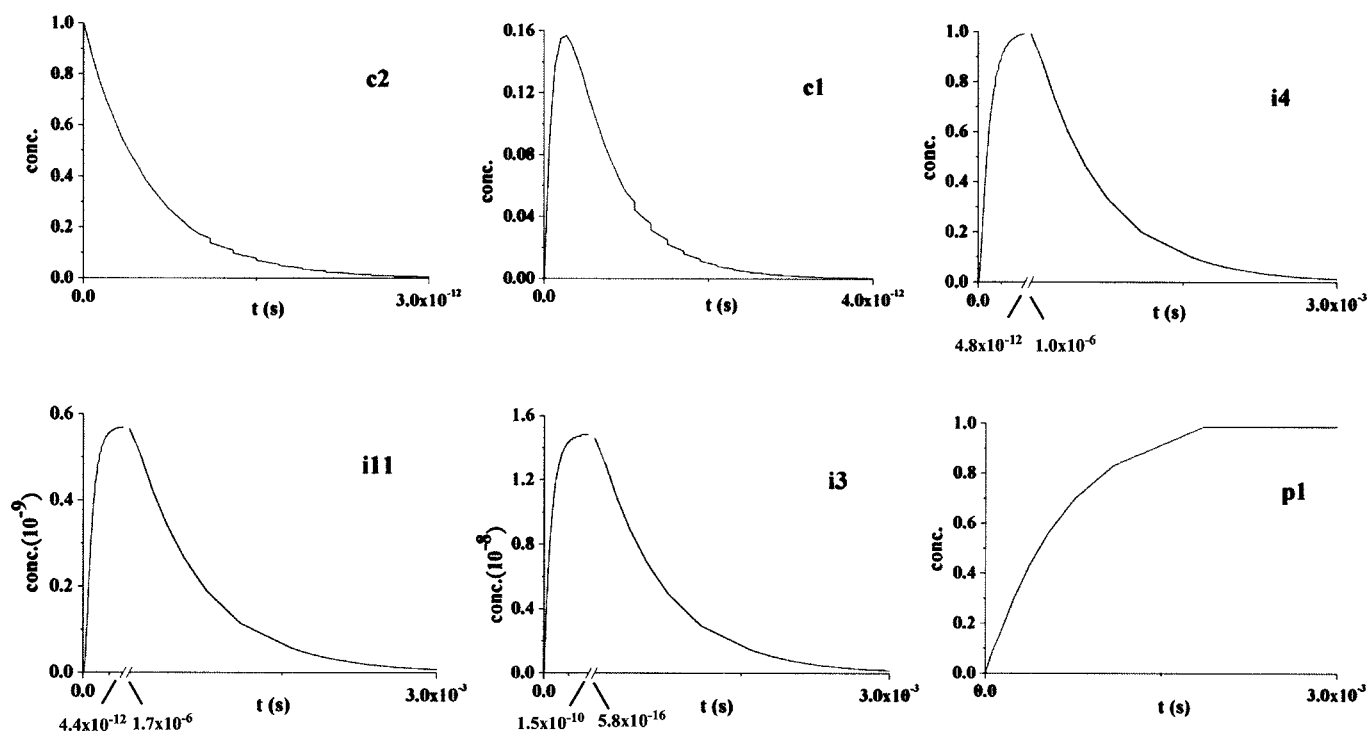 1.0
0.8
0.6
0.4
0.2
0.0
conc.
c2
0.0
3.0x10⁻¹²
t (s)
0.16
0.12
0.08
0.04
0.00
conc.
c1
0.0
4.0x10⁻¹²
t (s)
1.0
0.8
0.6
0.4
0.2
0.0
conc.
i4
0.0
3.0x10⁻³
t (s)
4.8x10⁻¹² 1.0x10⁻⁶
0.6
0.4
0.2
0.0
conc.(10⁻⁹)
i11
0.0
3.0x10⁻³
t (s)
4.4x10⁻¹² 1.7x10⁻⁶
1.6
1.2
0.8
0.4
0.0
conc.(10⁻⁸)
i3
0.0
3.0x10⁻³
t (s)
1.5x10⁻¹⁰ 5.8x10⁻¹⁶
1.0
0.8
0.6
0.4
0.2
0.0
conc.
p1
0.0
3.0x10⁻³
t (s)